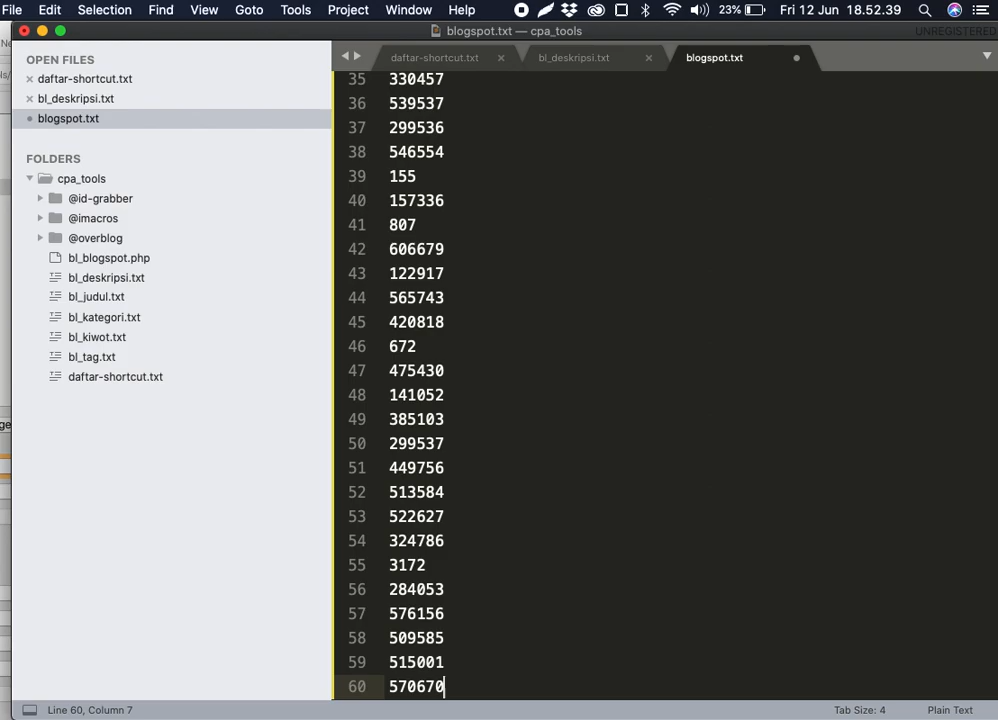 File Edit Selection Find View Goto Tools Project Window Help 23% Fri 12 Jun 18.52.39
blogspot.txt — cpa_tools UNREGISTERED
OPEN FILES
daftar-shortcut.txt
bl_deskripsi.txt
blogspot.txt
FOLDERS
cpa_tools
@id-grabber
@imacros
@overblog
bl_blogspot.php
bl_deskripsi.txt
bl_judul.txt
bl_kategori.txt
bl_kiwot.txt
bl_tag.txt
daftar-shortcut.txt
daftar-shortcut.txt bl_deskripsi.txt blogspot.txt
35 330457
36 539537
37 299536
38 546554
39 155
40 157336
41 807
42 606679
43 122917
44 565743
45 420818
46 672
47 475430
48 141052
49 385103
50 299537
51 449756
52 513584
53 522627
54 324786
55 3172
56 284053
57 576156
58 509585
59 515001
60 570670
Line 60, Column 7 Tab Size: 4 Plain Text